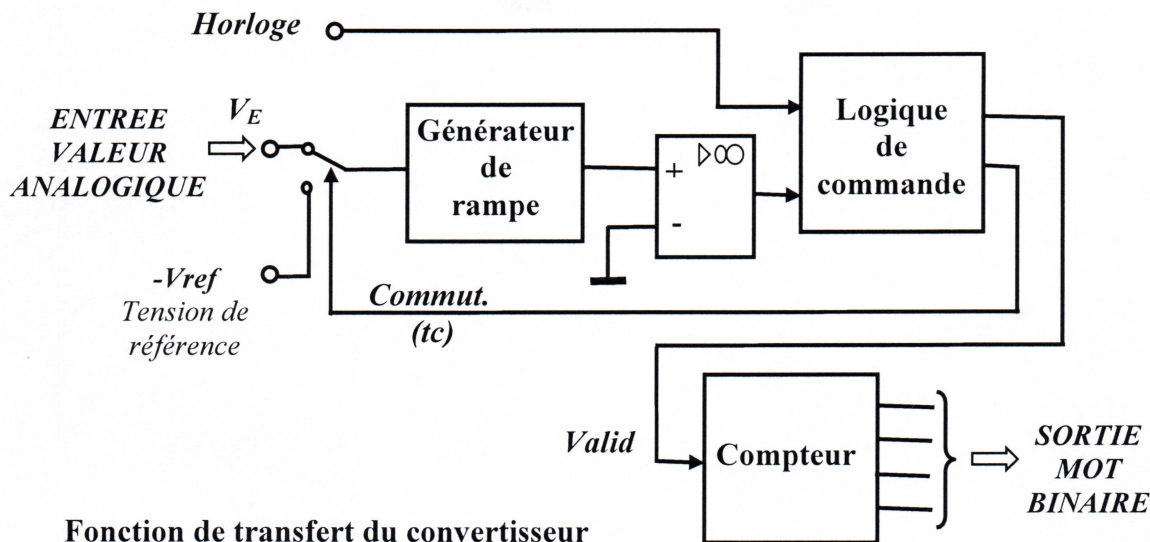 Horloge
ENTREE
VALEUR
ANALOGIQUE
V_E
Générateur
de
rampe
+
-
▷∞
Logique
de
commande
-Vref
Tension de
référence
Commut.
(tc)
Valid
Compteur
SORTIE
MOT
BINAIRE
Fonction de transfert du convertisseur